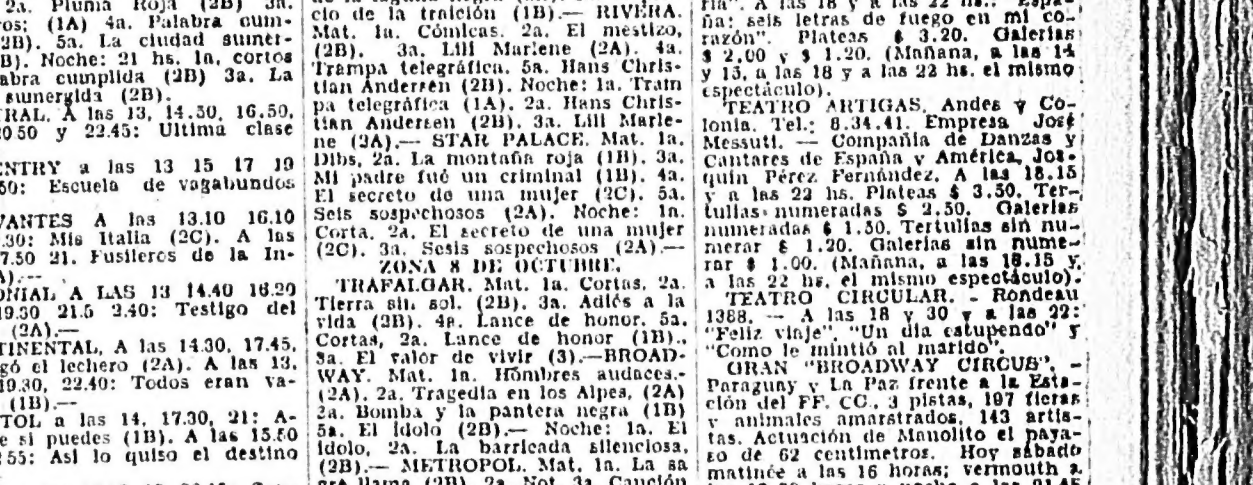 2a. Pluma Roja (2B) 3a.
ros; (1A) 4a. Palabra cum-
2B). 5a. La ciudad sumer-
B). Noche: 21 hs. 1a. cortos
abra cumplida (2B) 3a. La
sumergida (2B).
RAL. A las 13, 14.50, 16.50,
0 50 y 22.45: Ultima clase
ENTRY a las 13 15 17 19
50: Escuela de vagabundos
VANTES A las 13.10 16.10
.30: Mis Italia (2C). A las
7.50 21. Fusileros de la In-
A).--
ONIAL A LAS 13 14.40 16.20
19.30 21.5 2.40: Testigo del
(2A).—
TINENTAL, A las 14.30, 17.45,
gó el lechero (2A). A las 13,
19.30, 22.40: Todos eran va-
(1B).—
TOL a las 14, 17.30, 21: A-
e si puedes (1B). A las 15.50
55: Asi lo quiso el destino
cio de la traición (1B).— RIVERA.
Mat. 1a. Cómicas. 2a. El mestizo,
(2B). 3a. Lili Marlene (2A). 4a.
Trampa telegráfica. 5a. Hans Chris-
tian Andersen (2B). Noche: 1a. Tram
pa telegráfica (1A). 2a. Hans Chris-
tian Andersen (2B). 3a. Lili Marle-
ne (2A).— STAR PALACE. Mat. 1a.
Dibs, 2a. La montaña roja (1B). 3a.
Mi padre fué un criminal (1B). 4a.
El secreto de una mujer (2C). 5a.
Seis sospechosos (2A). Noche: 1a.
Corta, 2a. El secreto de una mujer
(2C). 3a. Sesis sospechosos (2A).—
ZONA 8 DE OCTUBRE.
TRAFALGAR. Mat. 1a. Cortas, 2a.
Tierra sin sol. (2B). 3a. Adiós a la
vida (2B). 4a. Lance de honor. 5a.
Cortas, 2a. Lance de honor (1B).,
3a. El valor de vivir (3).—BROAD-
WAY. Mat. 1a. Hombres audaces.-
(2A). 2a. Tragedia en los Alpes, (2A)
3a. Bomba y la pantera negra (1B)
5a. El ídolo (2B).— Noche: 1a. El
ídolo, 2a. La barricada silenciosa,
(2B).— METROPOL. Mat. 1a. La sa
llama (2B). 2a. Not. 3a. Canción
A las 18 y a las 22 hs.. Espa-
ña: seis letras de fuego en mi co-
razón". Plateas $ 3.20. Galerías
$ 2.00 y $ 1.20. (Mañana, a las 14
y 15, a las 18 y a las 22 hs. el mismo
espectáculo).
TEATRO ARTIGAS. Andes y Co-
lonia. Tel.: 8.34.41. Empresa José
Messuti. — Compañía de Danzas y
Cantares de España y América, Joa-
quín Pérez Fernández. A las 18.15
y a las 22 hs. Plateas $ 3.50. Ter-
tulias numeradas $ 2.50. Galerías
numeradas $ 1.50. Tertulias sin nu-
merar $ 1.20. Galerías sin nume-
rar $ 1.00. (Mañana, a las 18.15 y
a las 22 hs. el mismo espectáculo).
TEATRO CIRCULAR. - Rondeau
1388. — A las 18 y 30 y a las 22:
"Feliz viaje", "Un día estupendo" y
"Como le mintió al marido".
GRAN "BROADWAY CIRCUS". -
Paraguay y La Paz frente a la Esta-
ción del FF. CC., 3 pistas, 197 fieras
y animales amarstrados, 143 artis-
tas. Actuación de Manolito el paya-
so de 62 centímetros. Hoy sábado
matinée a las 16 horas; vermouth a